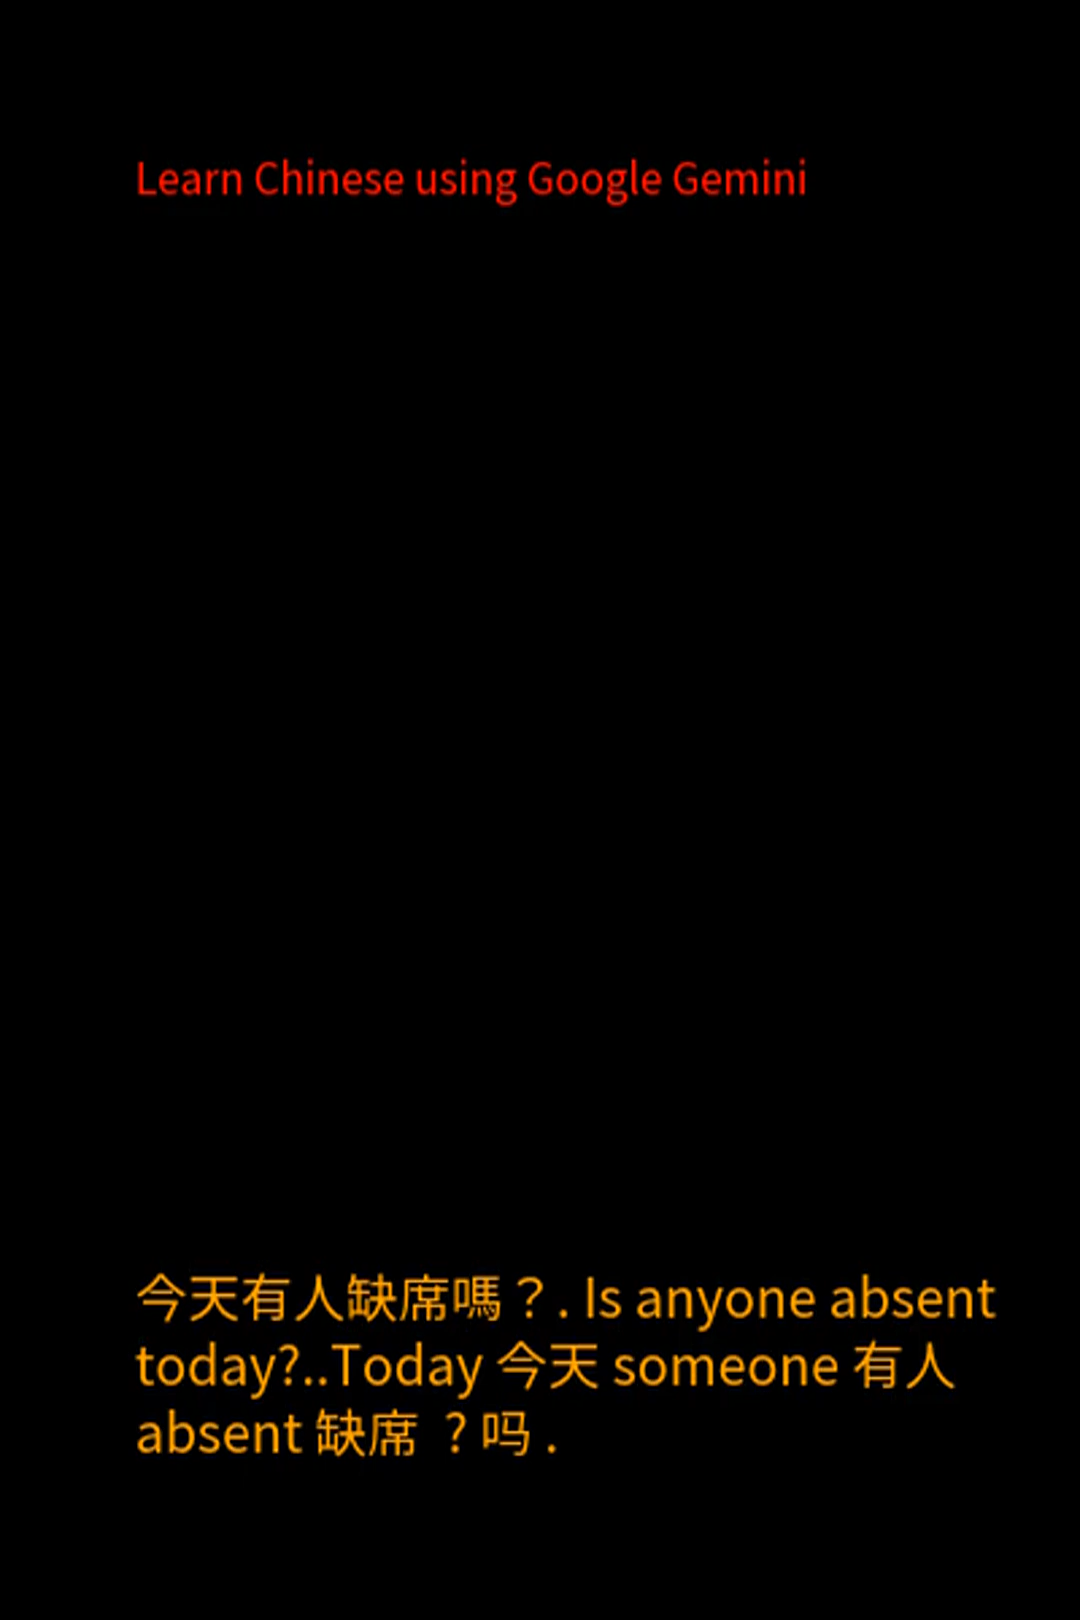 Learn Chinese using Google Gemini
今天有人缺席嗎？. Is anyone absent
today?..Today 今天 someone 有人
absent 缺席 ？吗 .